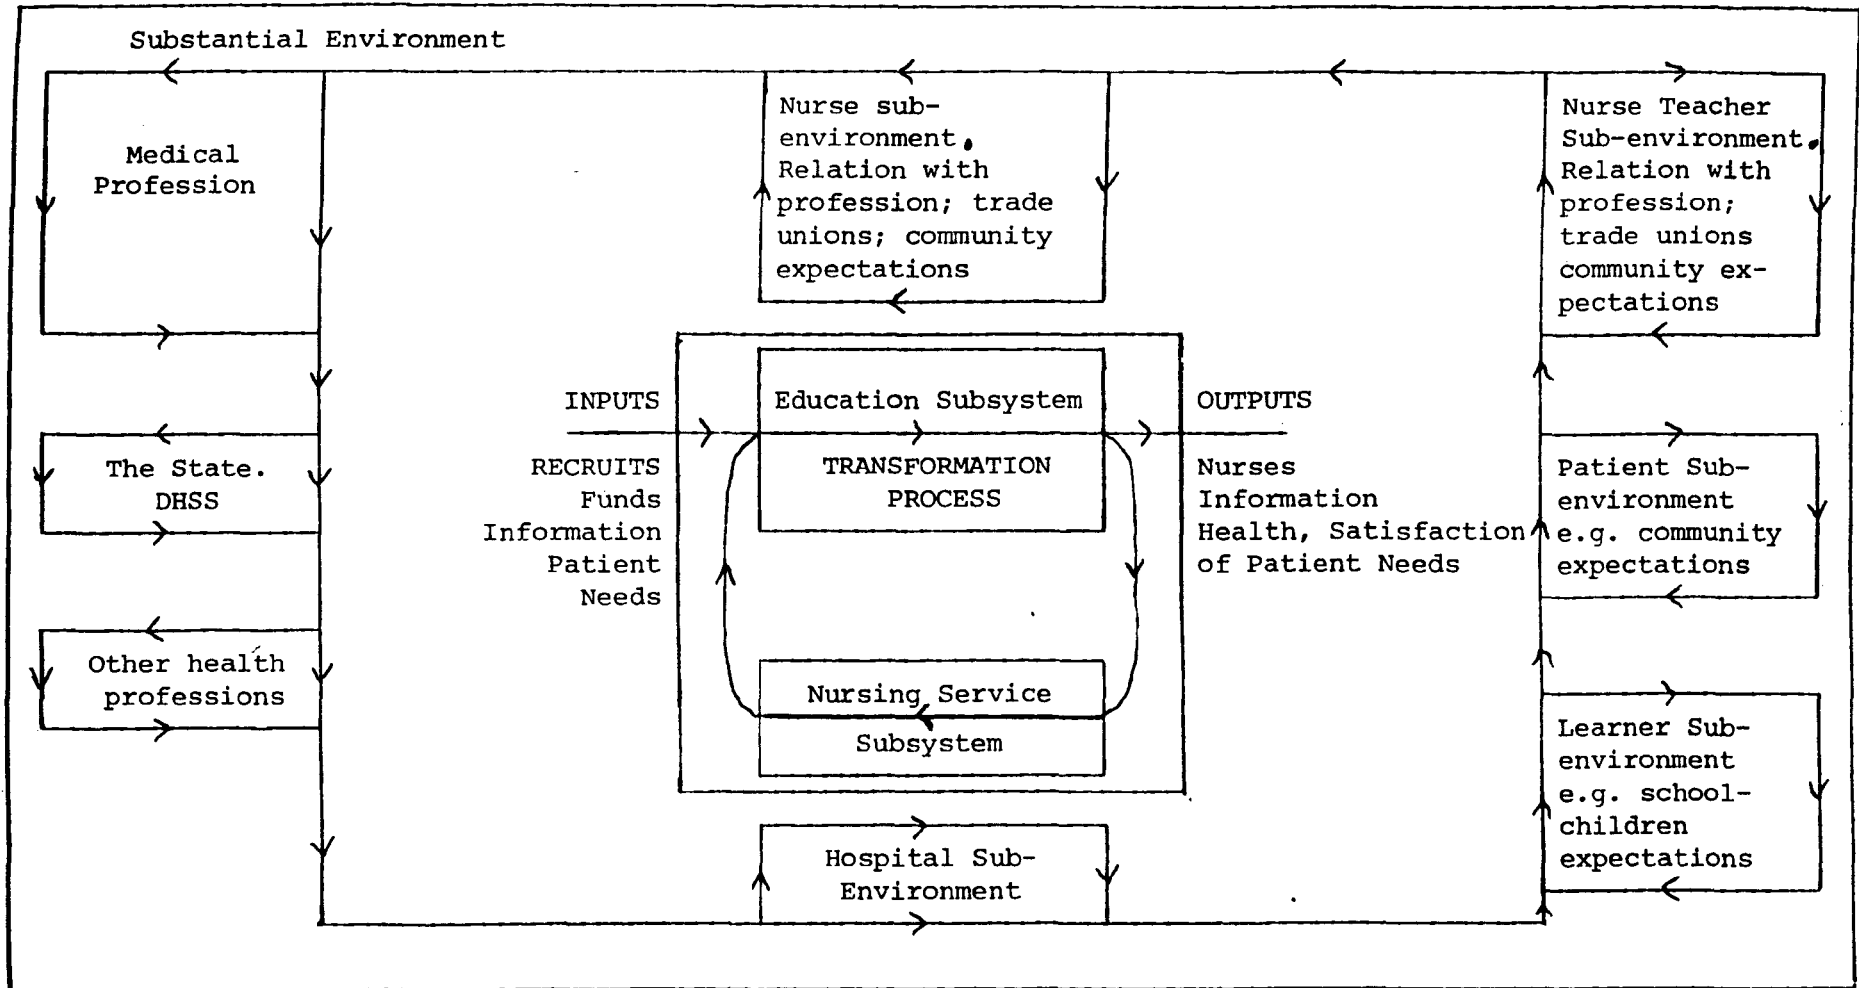 Substantial Environment
Medical
Profession
The State.
DHSS
Other health
professions
Nurse sub-
environment.
Relation with
profession; trade
unions; community
expectations
INPUTS
RECRUITS
Funds
Information
Patient
Needs
Education Subsystem
TRANSFORMATION
PROCESS
Nursing Service
Subsystem
OUTPUTS
Nurses
Information
Health, Satisfaction
of Patient Needs
Hospital Sub-
Environment
Nurse Teacher
Sub-environment.
Relation with
profession;
trade unions
community ex-
pectations
Patient Sub-
environment
e.g. community
expectations
Learner Sub-
environment
e.g. school-
children
expectations